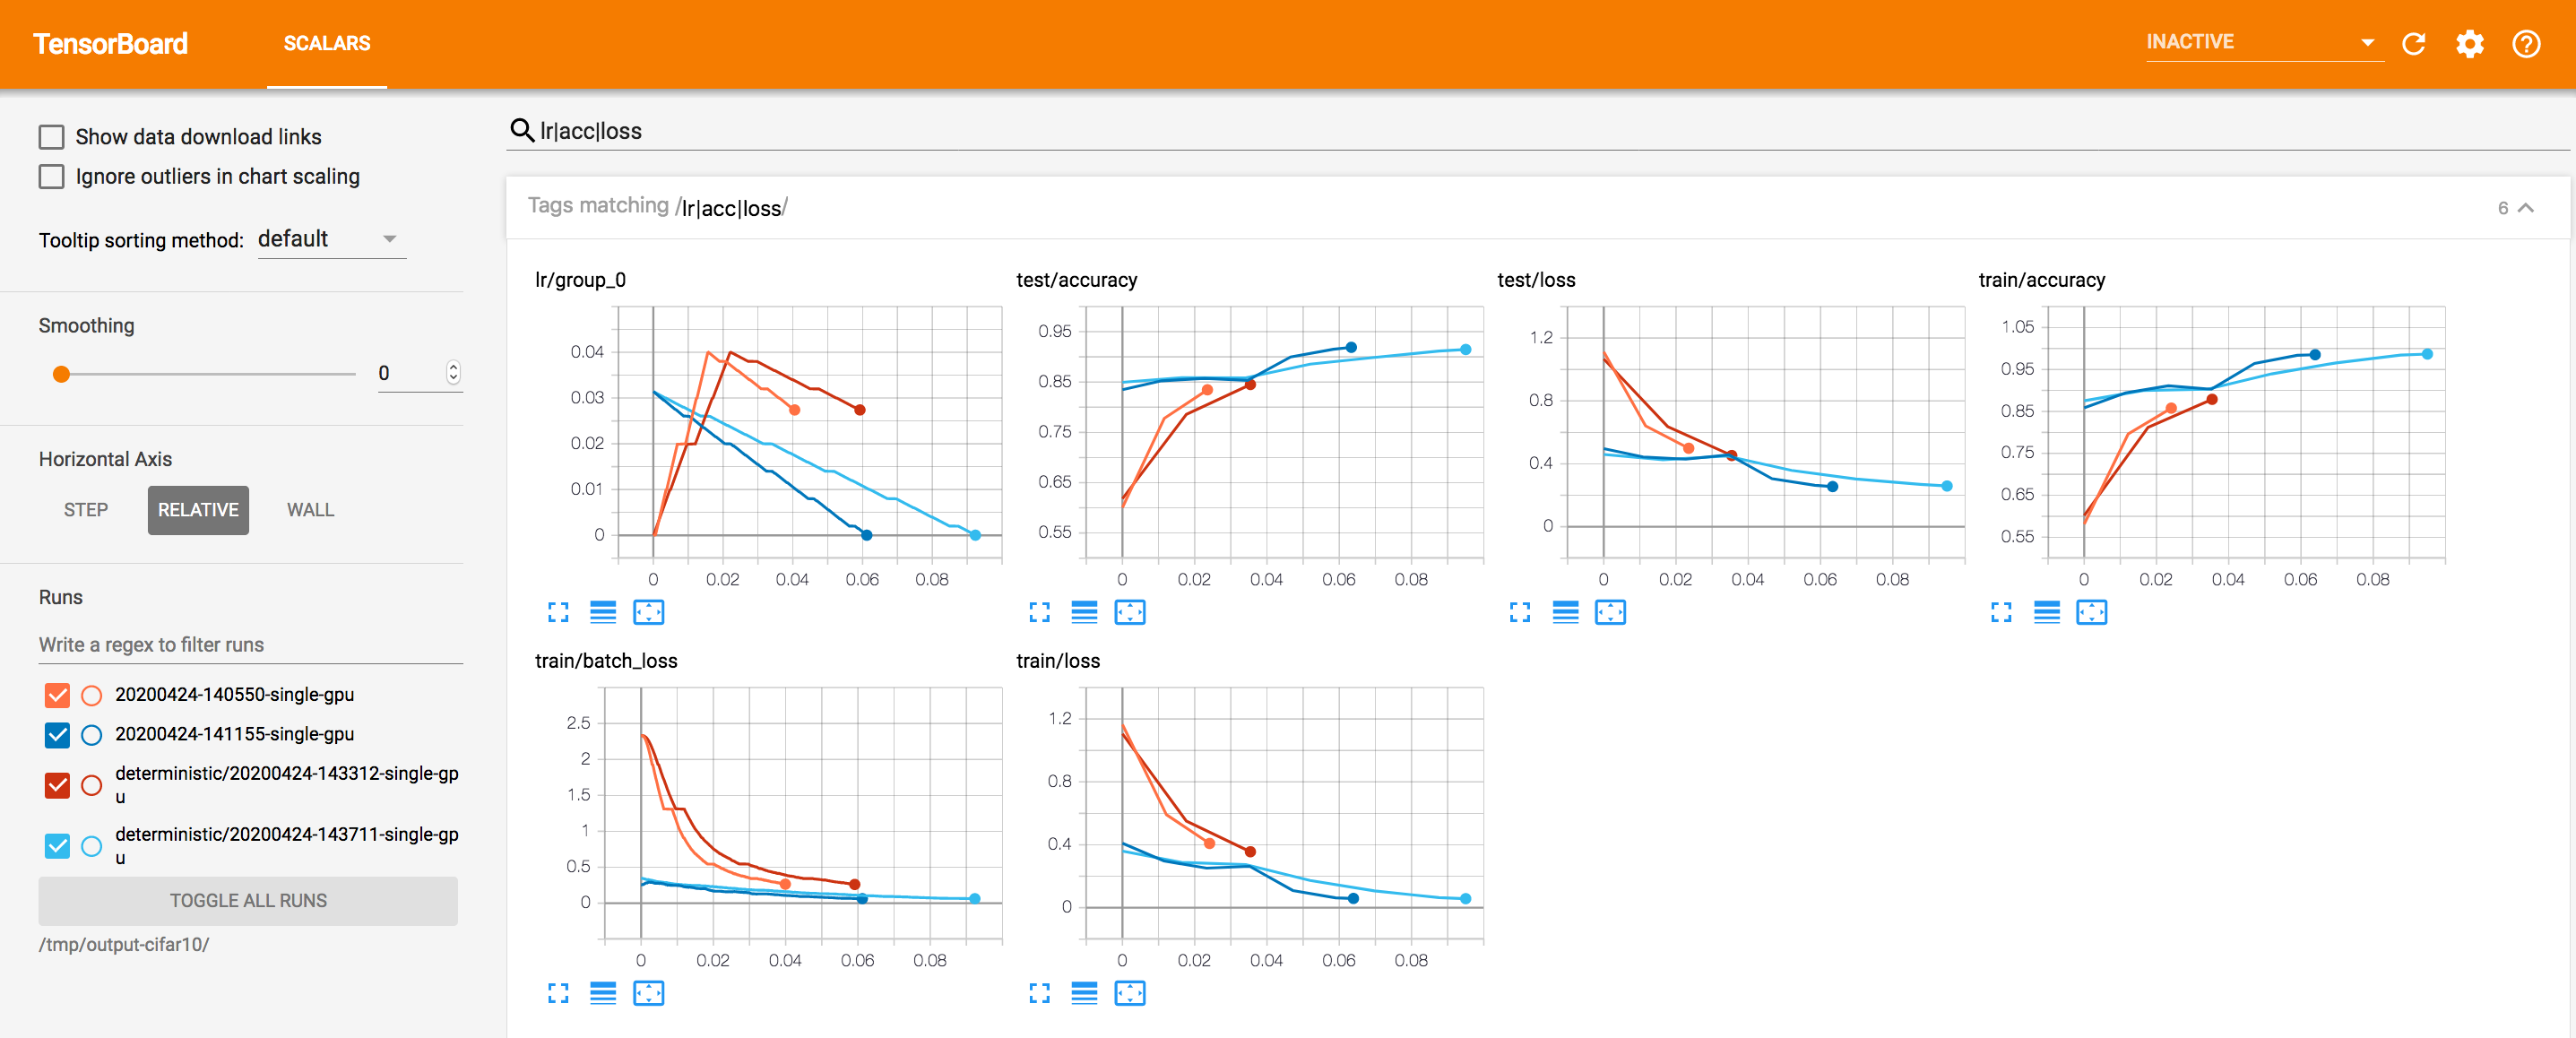 TensorBoard
SCALARS
INACTIVE
Show data download links
Ignore outliers in chart scaling
Tooltip sorting method: default
Smoothing
0
Horizontal Axis
STEP RELATIVE WALL
Runs
Write a regex to filter runs
20200424-140550-single-gpu
20200424-141155-single-gpu
deterministic/20200424-143312-single-gp
u
deterministic/20200424-143711-single-gp
u
TOGGLE ALL RUNS
/tmp/output-cifar10/
lr|acc|loss
Tags matching /lr|acc|loss/
6
lr/group_0
0.04
0.03
0.02
0.01
0
0 0.02 0.04 0.06 0.08
test/accuracy
0.95
0.85
0.75
0.65
0.55
0 0.02 0.04 0.06 0.08
test/loss
1.2
0.8
0.4
0
0 0.02 0.04 0.06 0.08
train/accuracy
1.05
0.95
0.85
0.75
0.65
0.55
0 0.02 0.04 0.06 0.08
train/batch_loss
2.5
2
1.5
1
0.5
0
0 0.02 0.04 0.06 0.08
train/loss
1.2
0.8
0.4
0
0 0.02 0.04 0.06 0.08